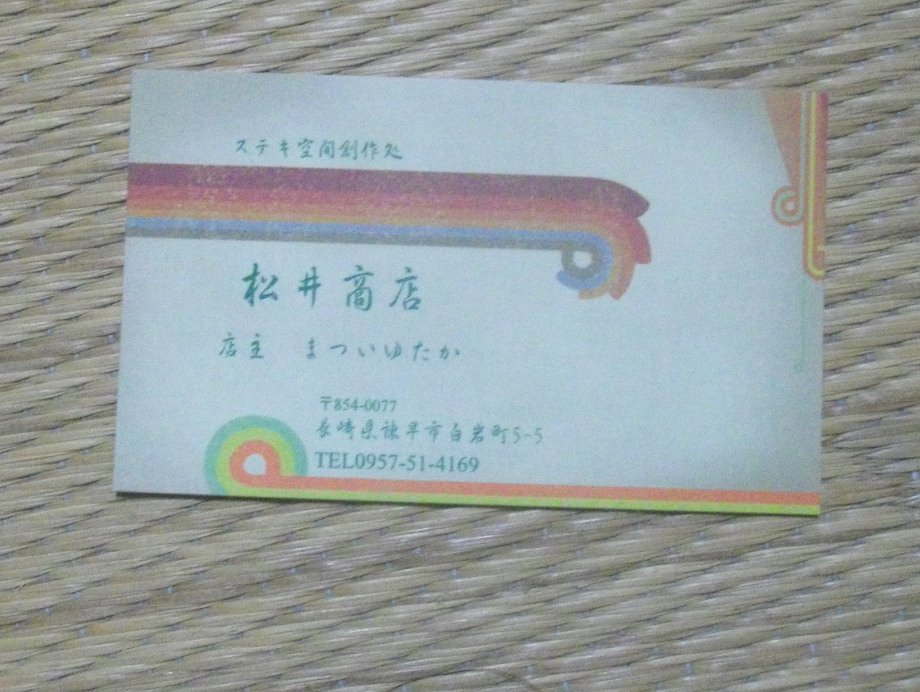 ステキ空間創作処
松井商店
店主 まついゆたか
〒854-0077
長崎県諫早市白岩町5-5
TEL0957-51-4169